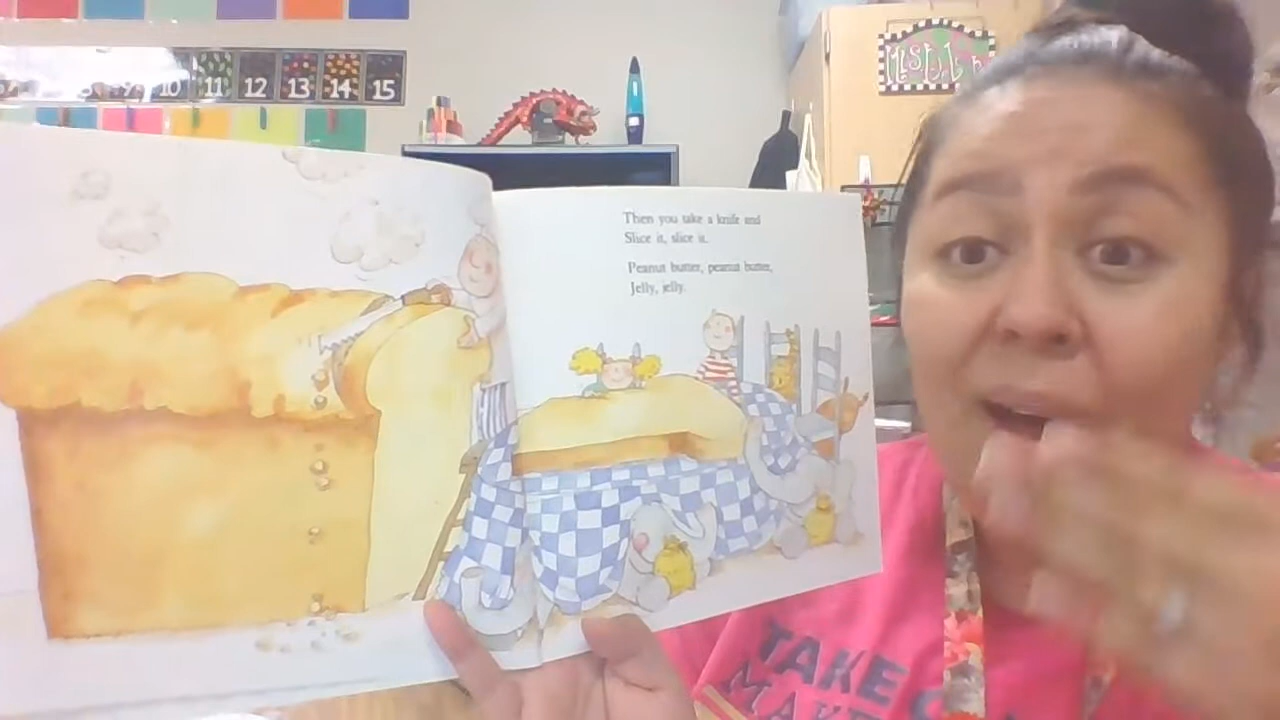 10 11 12 13 14 15
Then you take a knife and
Slice it, slice it.
Peanut butter, peanut butter,
Jelly, jelly.
TAKE
MAKE